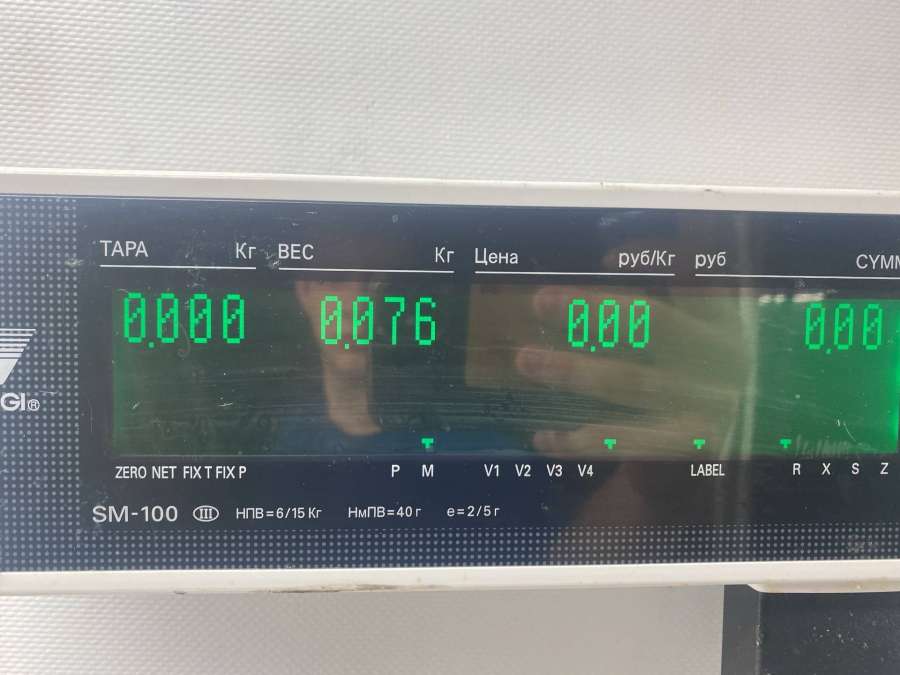 ТАРА Кг ВЕС Кг Цена руб/Кг руб СУММ
0.000 0.076 0.00 0.00
GI®
ZERO NET FIX T FIX P P M V1 V2 V3 V4 LABEL R X S Z
SM-100 III НПВ=6/15 Кг НмПВ=40 г е=2/5 г